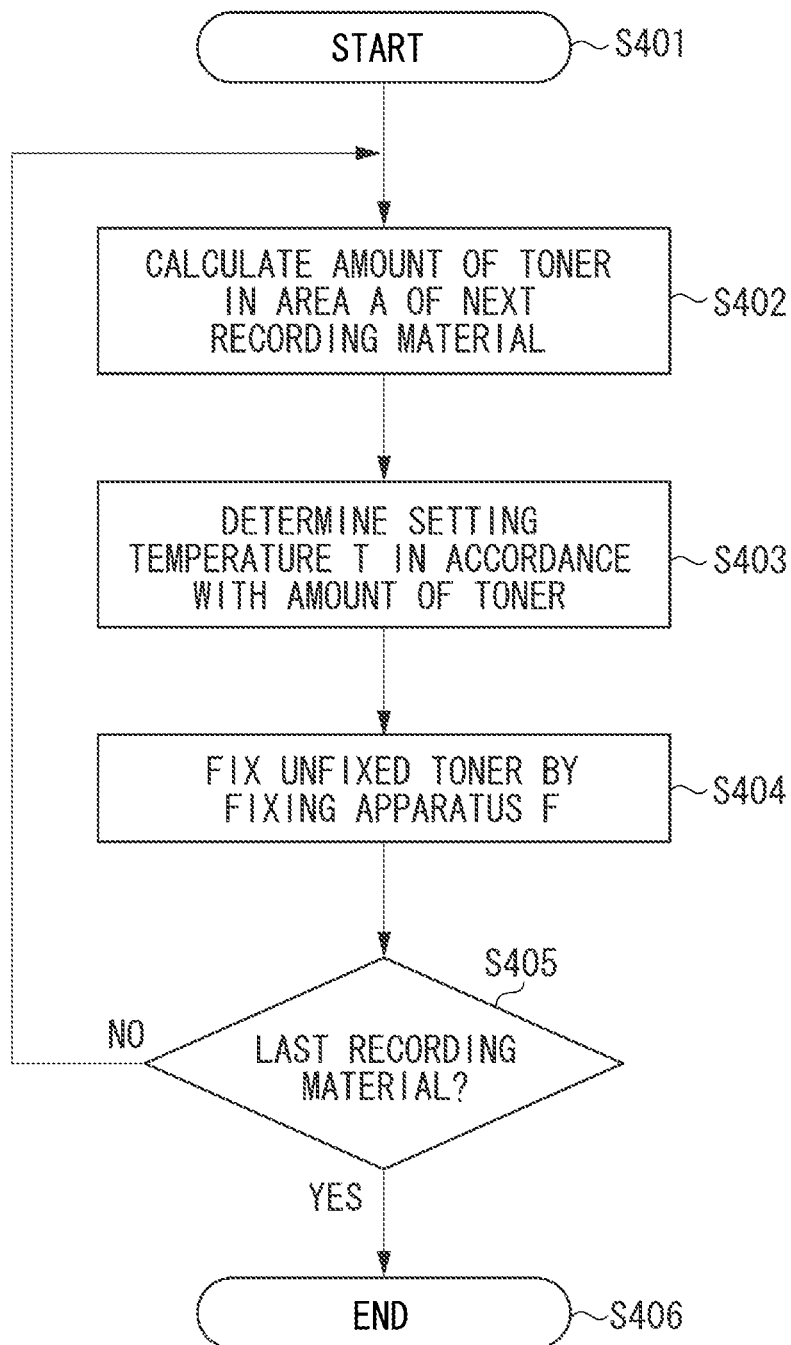 START
S401
CALCULATE AMOUNT OF TONER
IN AREA A OF NEXT
RECORDING MATERIAL
S402
DETERMINE SETTING
TEMPERATURE T IN ACCORDANCE
WITH AMOUNT OF TONER
S403
FIX UNFIXED TONER BY
FIXING APPARATUS F
S404
S405
NO
LAST RECORDING
MATERIAL?
YES
END
S406